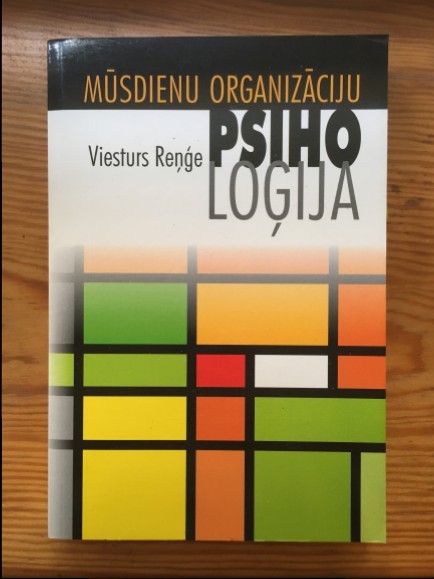 MŪSDIENU ORGANIZĀCIJU
PSIHO
Viesturs Reņģe
LOĢIJA